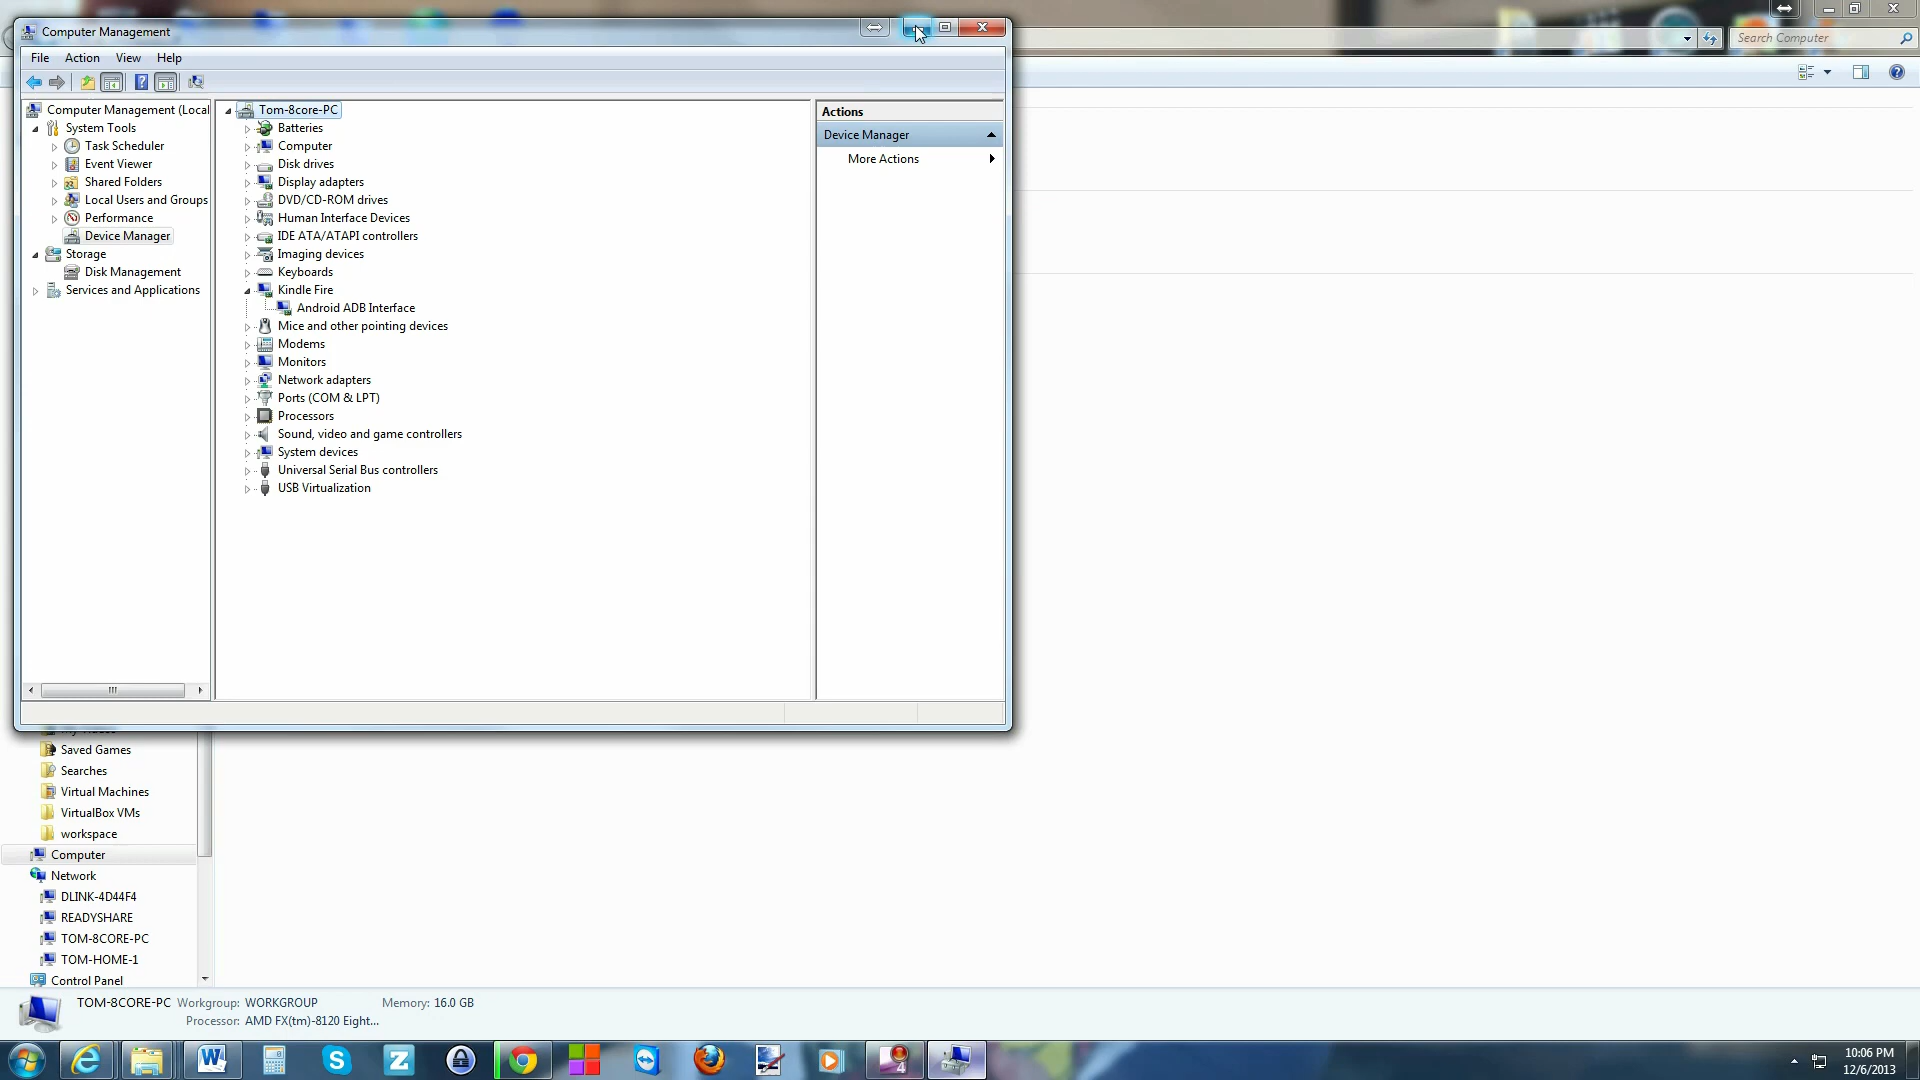 Computer Management
Search Computer
File Action View Help
Computer Management (Local
System Tools
Task Scheduler
Event Viewer
Shared Folders
Local Users and Groups
Performance
Device Manager
Storage
Disk Management
Services and Applications
Tom-8core-PC
Batteries
Computer
Disk drives
Display adapters
DVD/CD-ROM drives
Human Interface Devices
IDE ATA/ATAPI controllers
Imaging devices
Keyboards
Kindle Fire
Android ADB Interface
Mice and other pointing devices
Modems
Monitors
Network adapters
Ports (COM & LPT)
Processors
Sound, video and game controllers
System devices
Universal Serial Bus controllers
USB Virtualization
Actions
Device Manager
More Actions
Saved Games
Searches
Virtual Machines
VirtualBox VMs
workspace
Computer
Network
DLINK-4D44F4
READYSHARE
TOM-8CORE-PC
TOM-HOME-1
Control Panel
TOM-8CORE-PC Workgroup: WORKGROUP Memory: 16.0 GB
Processor: AMD FX(tm)-8120 Eight...
10:06 PM
12/6/2013